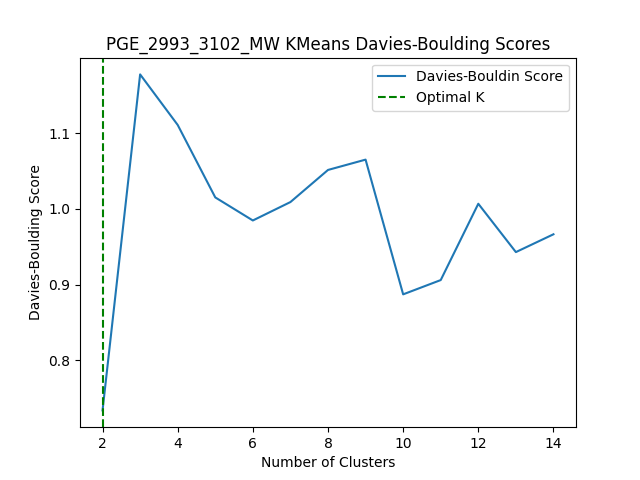 PGE_2993_3102_MW KMeans Davies-Boulding Scores
Davies-Bouldin Score
Optimal K
Davies-Boulding Score
1.1
1.0
0.9
0.8
2 4 6 8 10 12 14
Number of Clusters